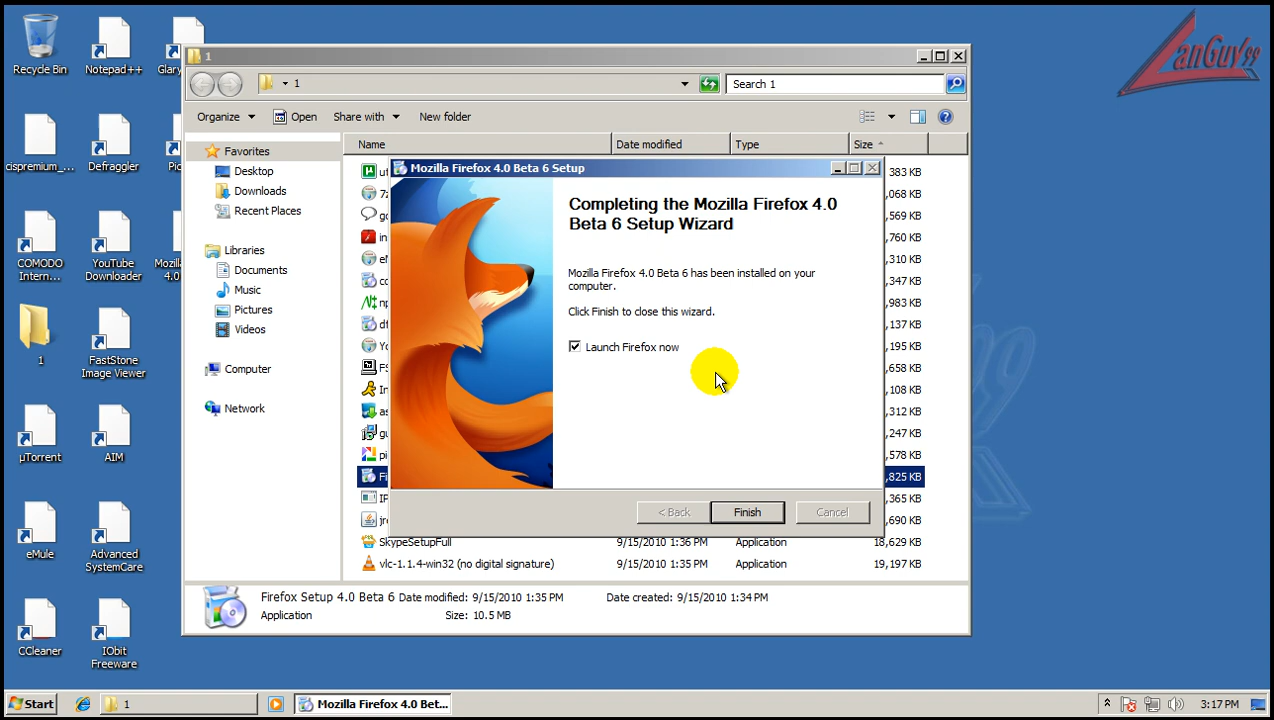 Recycle Bin
Notepad++
Glary
cispremium_...
Defraggler
Pic
COMODO
Intern...
YouTube
Downloader
Mozilla
4.0
1
FastStone
Image Viewer
µTorrent
AIM
eMule
Advanced
SystemCare
CCleaner
IObit
Freeware
LanGuy99
1
1
Search 1
Organize
Open
Share with
New folder
Name
Date modified
Type
Size
Favorites
Desktop
Downloads
Recent Places
Libraries
Documents
Music
Pictures
Videos
Computer
Network
383 KB
,068 KB
,569 KB
,760 KB
,310 KB
,347 KB
,983 KB
,137 KB
,195 KB
,658 KB
,108 KB
,312 KB
,247 KB
,578 KB
,825 KB
,365 KB
,690 KB
SkypeSetupFull 9/15/2010 1:36 PM Application 18,629 KB
vlc-1.1.4-win32 (no digital signature) 9/15/2010 1:35 PM Application 19,197 KB
Mozilla Firefox 4.0 Beta 6 Setup
Completing the Mozilla Firefox 4.0
Beta 6 Setup Wizard
Mozilla Firefox 4.0 Beta 6 has been installed on your
computer.
Click Finish to close this wizard.
Launch Firefox now
< Back
Finish
Cancel
Firefox Setup 4.0 Beta 6 Date modified: 9/15/2010 1:35 PM Date created: 9/15/2010 1:34 PM
Application Size: 10.5 MB
Start
1
Mozilla Firefox 4.0 Bet...
3:17 PM